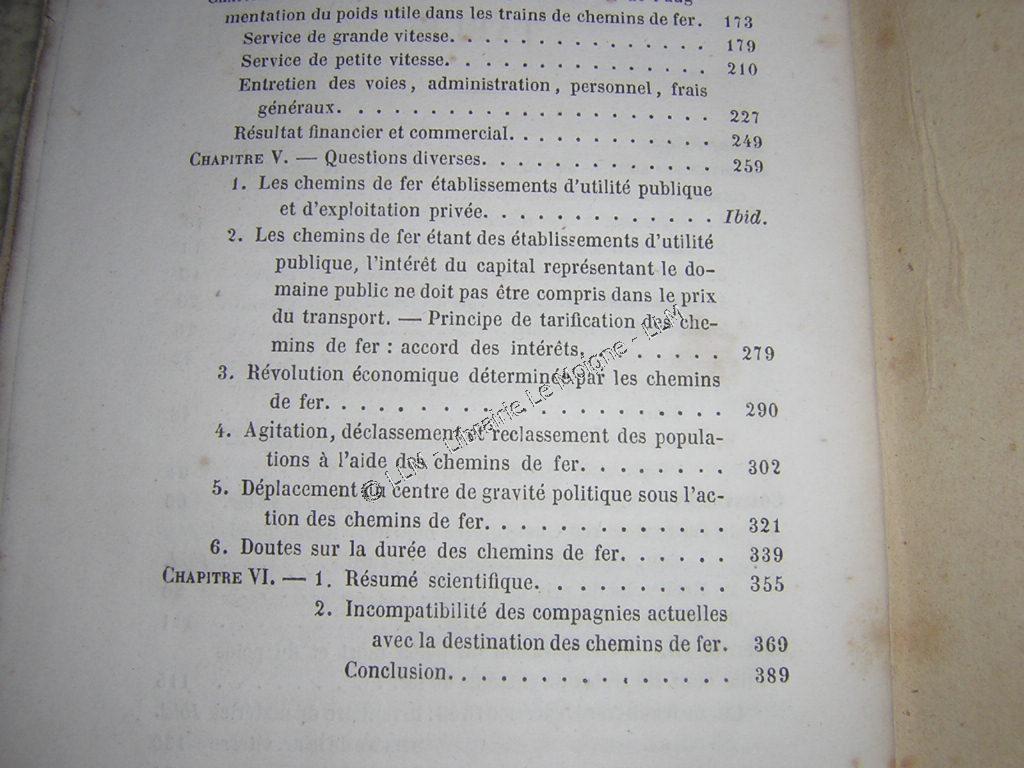 mentation du poids utile dans les trains de chemins de fer. 173
Service de grande vitesse. . . . . . . . . . . . 179
Service de petite vitesse. . . . . . . . . . . . 210
Entretien des voies, administration, personnel, frais
généraux. . . . . . . . . . . . . . . . . . 227
Résultat financier et commercial. . . . . . . . . . 249
CHAPITRE V. — Questions diverses. . . . . . . . . . . 259
1. Les chemins de fer établissements d'utilité publique
et d'exploitation privée. . . . . . . . . . . . Ibid.
2. Les chemins de fer étant des établissements d'utilité
publique, l'intérêt du capital représentant le do-
maine public ne doit pas être compris dans le prix
du transport. — Principe de tarification des che-
mins de fer : accord des intérêts. . . . . . . 279
3. Révolution économique déterminée par les chemins
de fer. . . . . . . . . . . . . . . . . . 290
4. Agitation, déclassement et reclassement des popula-
tions à l'aide des chemins de fer. . . . . . . 302
5. Déplacement du centre de gravité politique sous l'ac-
tion des chemins de fer. . . . . . . . . . . 321
6. Doutes sur la durée des chemins de fer. . . . . . 339
CHAPITRE VI. — 1. Résumé scientifique. . . . . . . . . 355
2. Incompatibilité des compagnies actuelles
avec la destination des chemins de fer. 369
Conclusion. . . . . . . . . . . . . 389
© LLM - Librairie Le Moigne - LLM